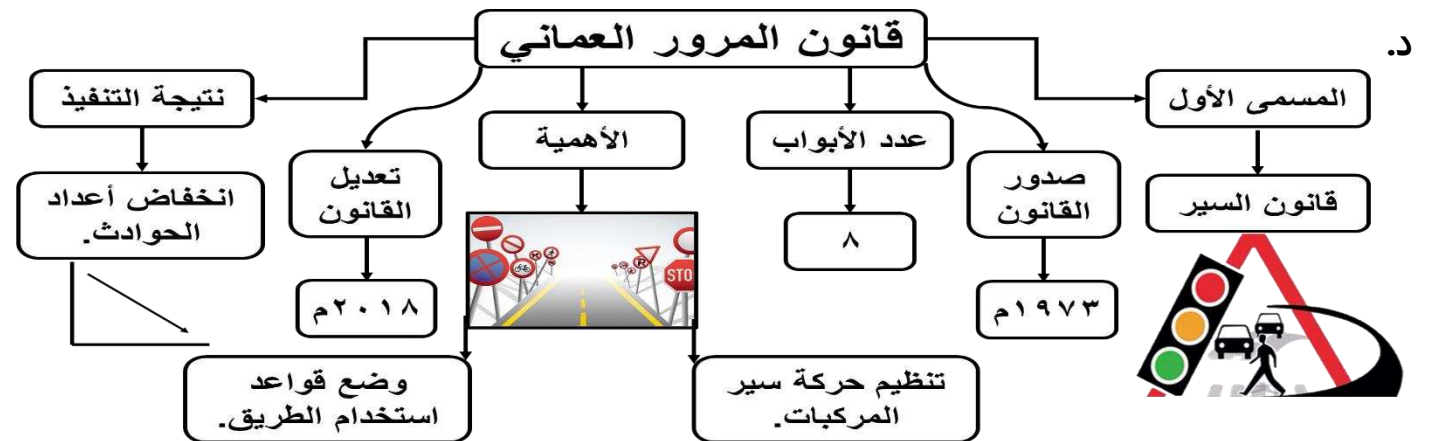 د.
قانون المرور العماني
المسمى الأول
قانون السير
صدور
القانون
١٩٧٣م
عدد الأبواب
٨
الأهمية
STO
تنظيم حركة سير
المركبات.
وضع قواعد
استخدام الطريق.
تعديل
القانون
٢٠١٨م
نتيجة التنفيذ
انخفاض أعداد
الحوادث.